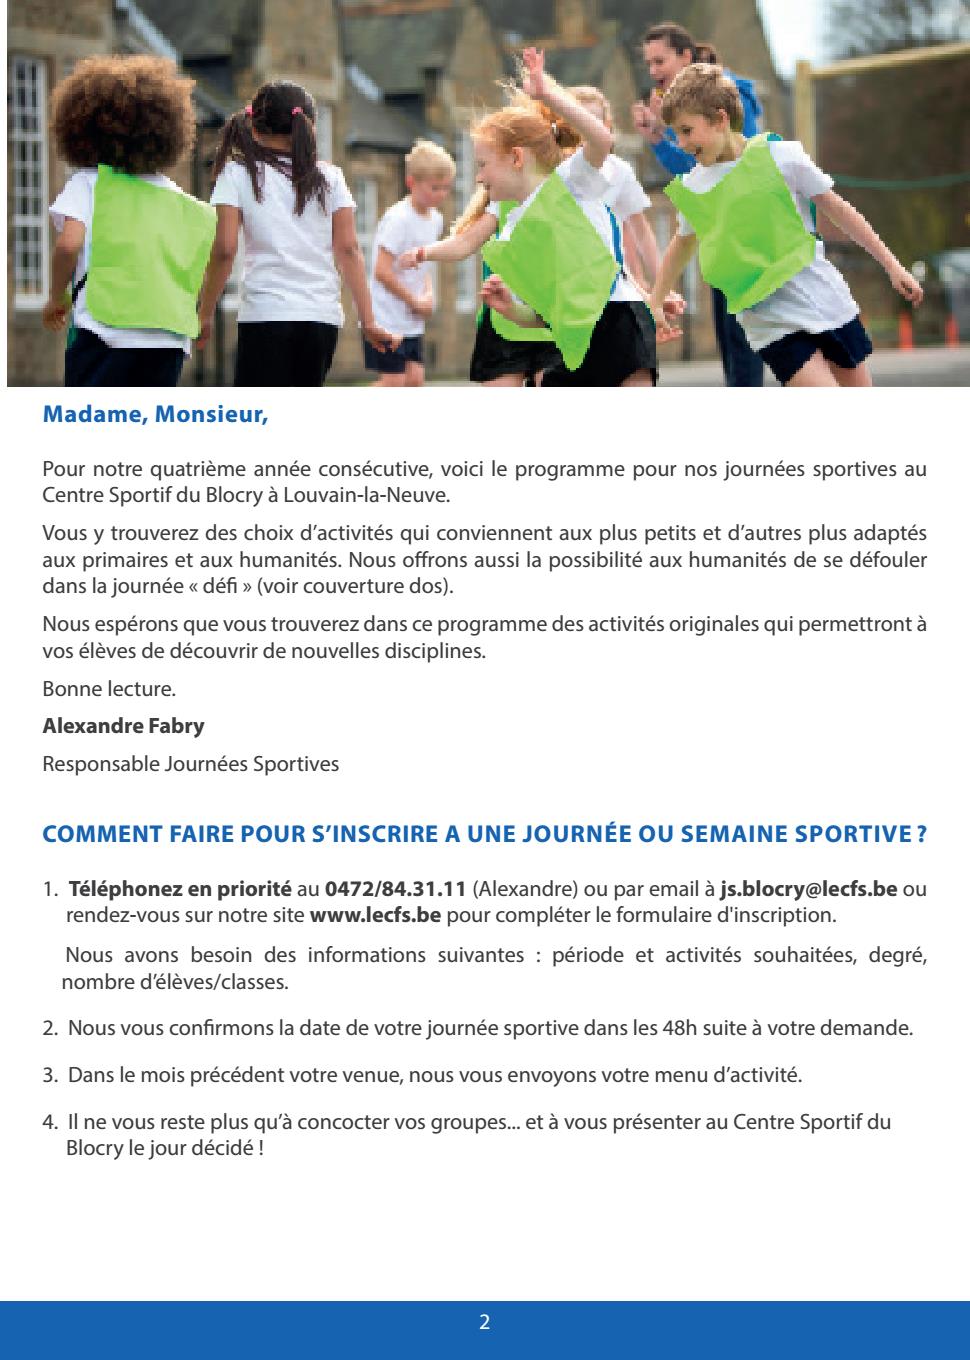 Madame, Monsieur,
Pour notre quatrième année consécutive, voici le programme pour nos journées sportives au
Centre Sportif du Blocry à Louvain-la-Neuve.
Vous y trouverez des choix d’activités qui conviennent aux plus petits et d’autres plus adaptés
aux primaires et aux humanités. Nous offrons aussi la possibilité aux humanités de se défouler
dans la journée « défi » (voir couverture dos).
Nous espérons que vous trouverez dans ce programme des activités originales qui permettront à
vos élèves de découvrir de nouvelles disciplines.
Bonne lecture.
Alexandre Fabry
Responsable Journées Sportives
COMMENT FAIRE POUR S’INSCRIRE A UNE JOURNÉE OU SEMAINE SPORTIVE ?
1. Téléphonez en priorité au 0472/84.31.11 (Alexandre) ou par email à js.blocry@lecfs.be ou
rendez-vous sur notre site www.lecfs.be pour compléter le formulaire d'inscription.
Nous avons besoin des informations suivantes : période et activités souhaitées, degré,
nombre d’élèves/classes.
2. Nous vous confirmons la date de votre journée sportive dans les 48h suite à votre demande.
3. Dans le mois précédent votre venue, nous vous envoyons votre menu d’activité.
4. Il ne vous reste plus qu’à concocter vos groupes... et à vous présenter au Centre Sportif du
Blocry le jour décidé !
2